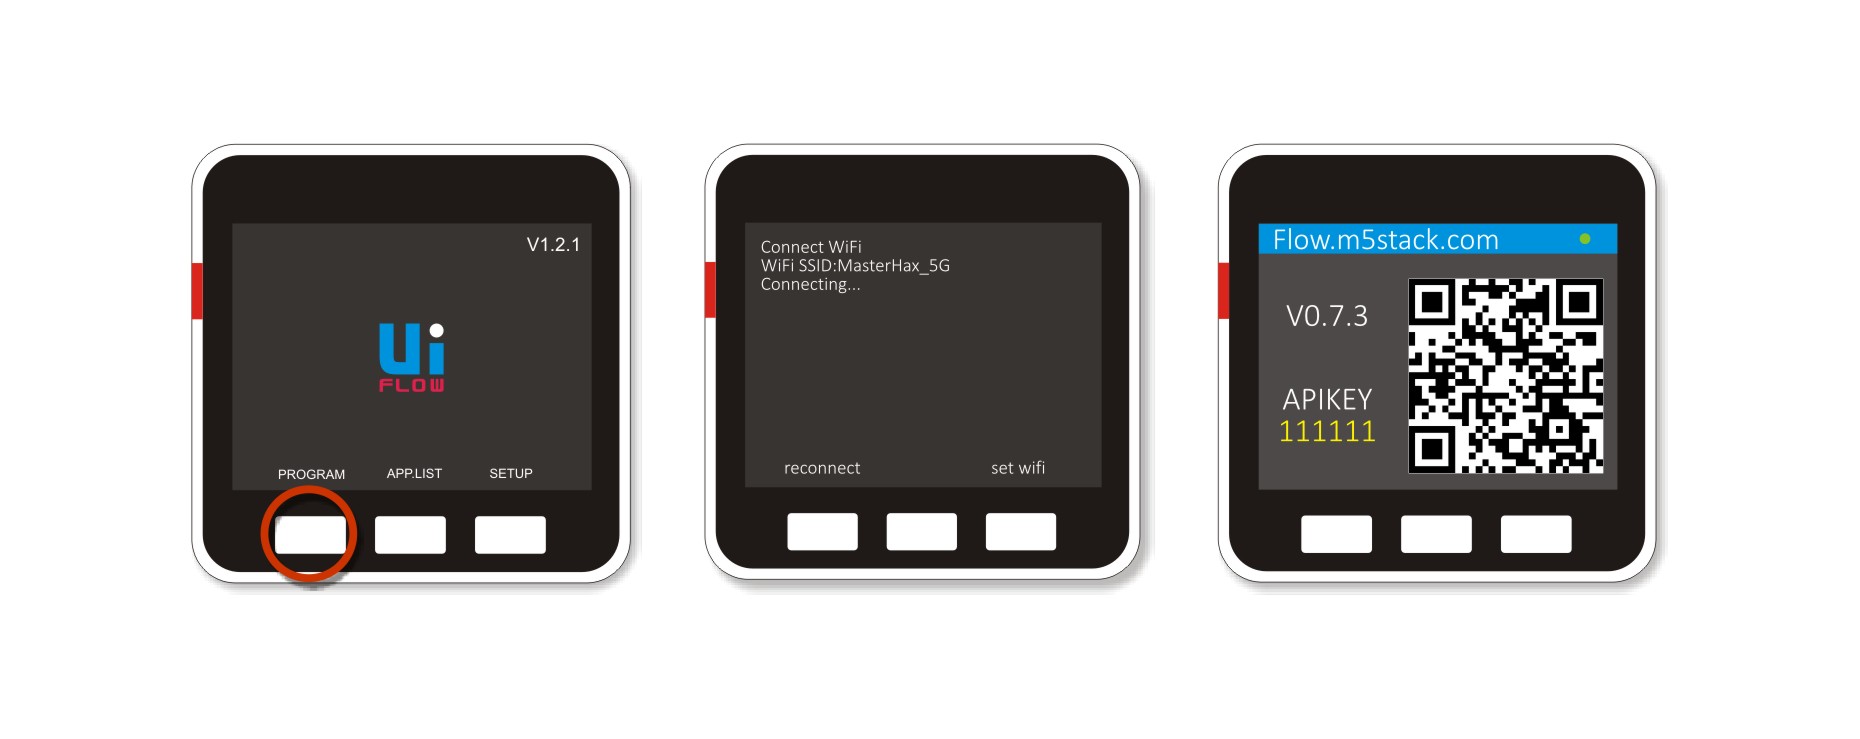 V1.2.1
Ui
FLOW
PROGRAM APP.LIST SETUP
Connect WiFi
WiFi SSID:MasterHax_5G
Connecting...
reconnect set wifi
Flow.m5stack.com
V0.7.3
APIKEY
111111